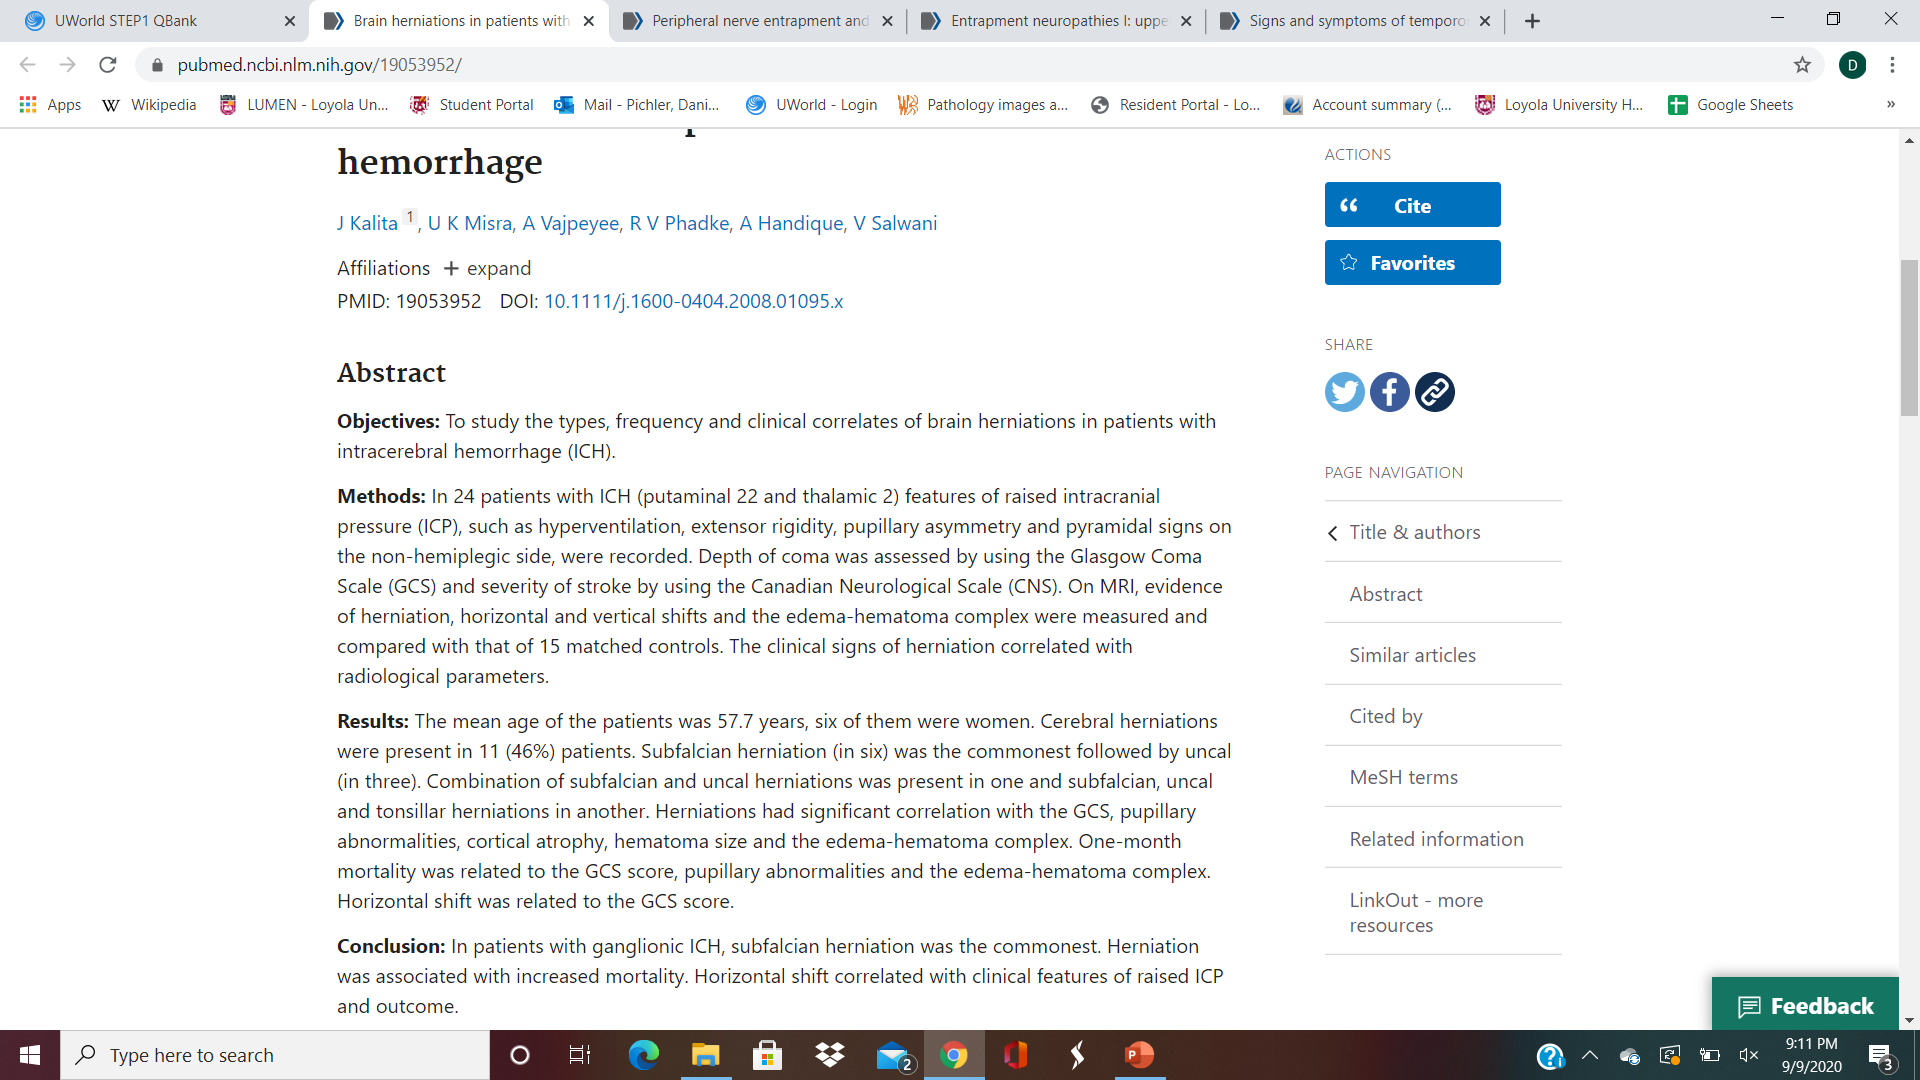 UWorld STEP1 QBank
Brain herniations in patients with
Peripheral nerve entrapment and
Entrapment neuropathies I: uppe
Signs and symptoms of temporo
pubmed.ncbi.nlm.nih.gov/19053952/
D
Apps
Wikipedia
LUMEN - Loyola Un...
Student Portal
Mail - Pichler, Dani...
UWorld - Login
Pathology images a...
Resident Portal - Lo...
Account summary (...
Loyola University H...
Google Sheets
»
hemorrhage
J Kalita 1, U K Misra, A Vajpeyee, R V Phadke, A Handique, V Salwani
Affiliations + expand
PMID: 19053952 DOI: 10.1111/j.1600-0404.2008.01095.x
Abstract
Objectives: To study the types, frequency and clinical correlates of brain herniations in patients with
intracerebral hemorrhage (ICH).
Methods: In 24 patients with ICH (putaminal 22 and thalamic 2) features of raised intracranial
pressure (ICP), such as hyperventilation, extensor rigidity, pupillary asymmetry and pyramidal signs on
the non-hemiplegic side, were recorded. Depth of coma was assessed by using the Glasgow Coma
Scale (GCS) and severity of stroke by using the Canadian Neurological Scale (CNS). On MRI, evidence
of herniation, horizontal and vertical shifts and the edema-hematoma complex were measured and
compared with that of 15 matched controls. The clinical signs of herniation correlated with
radiological parameters.
Results: The mean age of the patients was 57.7 years, six of them were women. Cerebral herniations
were present in 11 (46%) patients. Subfalcian herniation (in six) was the commonest followed by uncal
(in three). Combination of subfalcian and uncal herniations was present in one and subfalcian, uncal
and tonsillar herniations in another. Herniations had significant correlation with the GCS, pupillary
abnormalities, cortical atrophy, hematoma size and the edema-hematoma complex. One-month
mortality was related to the GCS score, pupillary abnormalities and the edema-hematoma complex.
Horizontal shift was related to the GCS score.
Conclusion: In patients with ganglionic ICH, subfalcian herniation was the commonest. Herniation
was associated with increased mortality. Horizontal shift correlated with clinical features of raised ICP
and outcome.
ACTIONS
Cite
Favorites
SHARE
PAGE NAVIGATION
Title & authors
Abstract
Similar articles
Cited by
MeSH terms
Related information
LinkOut - more
resources
Feedback
Type here to search
2
9:11 PM
9/9/2020
3